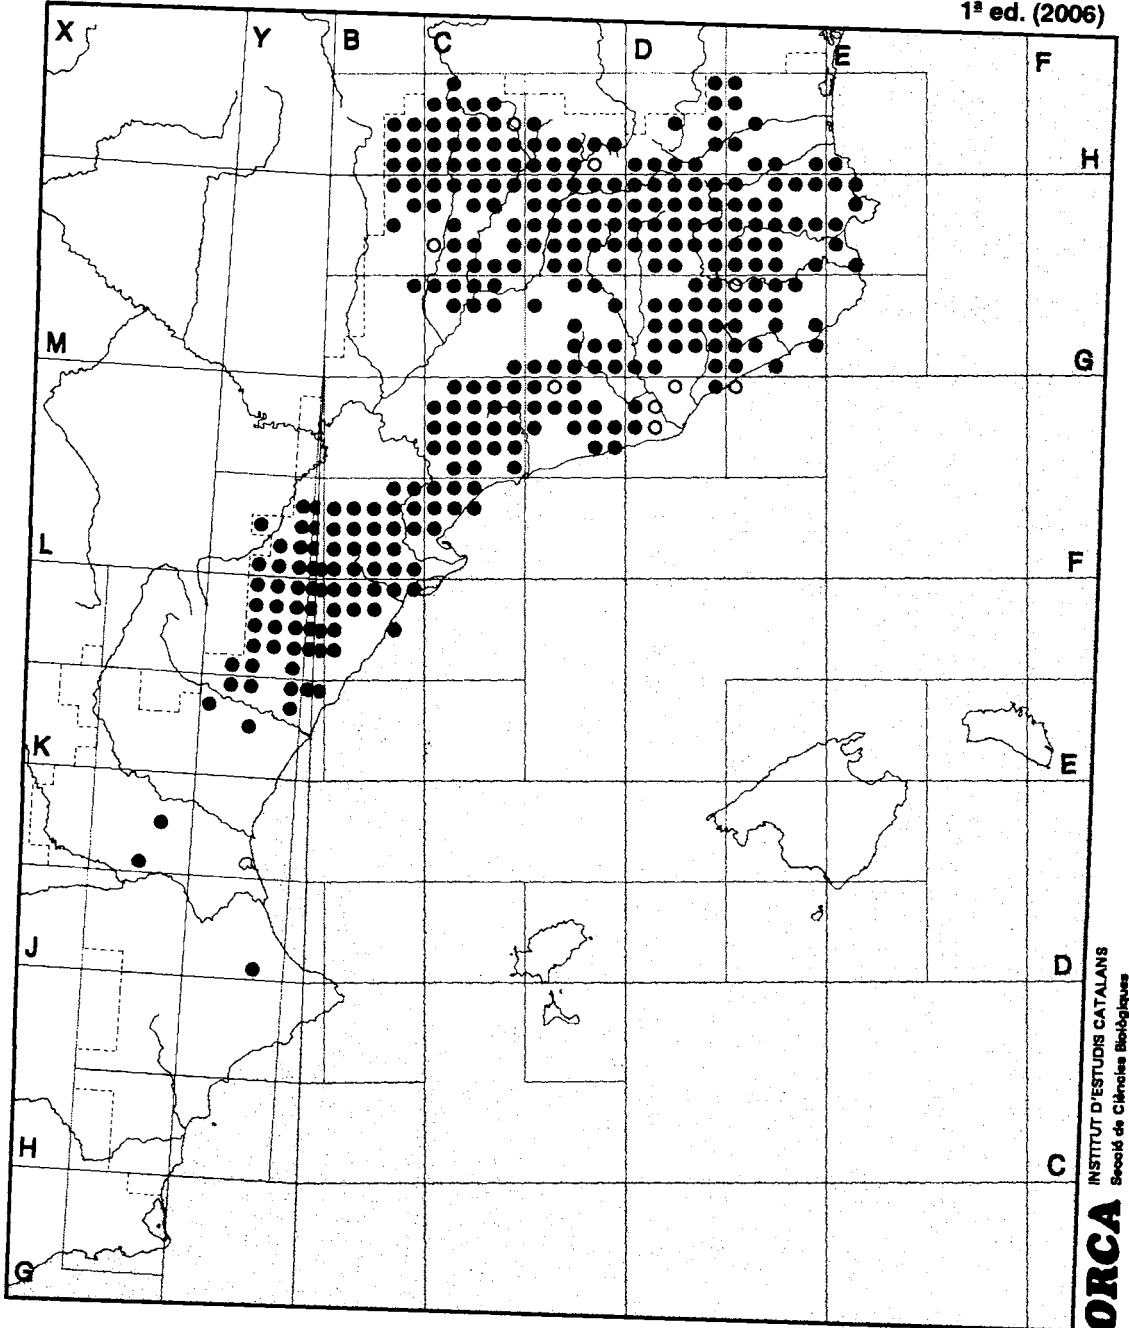 1ª ed. (2006)
X Y B C D E F
H
M G
L F
K E
J D
H C
G
ORCA
INSTITUT D'ESTUDIS CATALANS
Secció de Ciències Biològiques